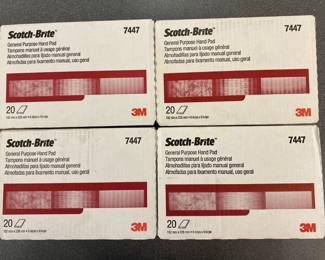 Scotch-Brite™ 7447
General Purpose Hand Pad
Tampons manuel à usage général
Almohadillas para lijado manual, uso general
Almofadas para lixamento manual, uso geral
20
3M
Scotch-Brite™ 7447
General Purpose Hand Pad
Tampons manuel à usage général
Almohadillas para lijado manual, uso general
Almofadas para lixamento manual, uso geral
20
3M
Scotch-Brite™ 7447
General Purpose Hand Pad
Tampons manuel à usage général
Almohadillas para lijado manual, uso general
Almofadas para lixamento manual, uso geral
20
3M
Scotch-Brite™ 7447
General Purpose Hand Pad
Tampons manuel à usage général
Almohadillas para lijado manual, uso general
Almofadas para lixamento manual, uso geral
20
3M